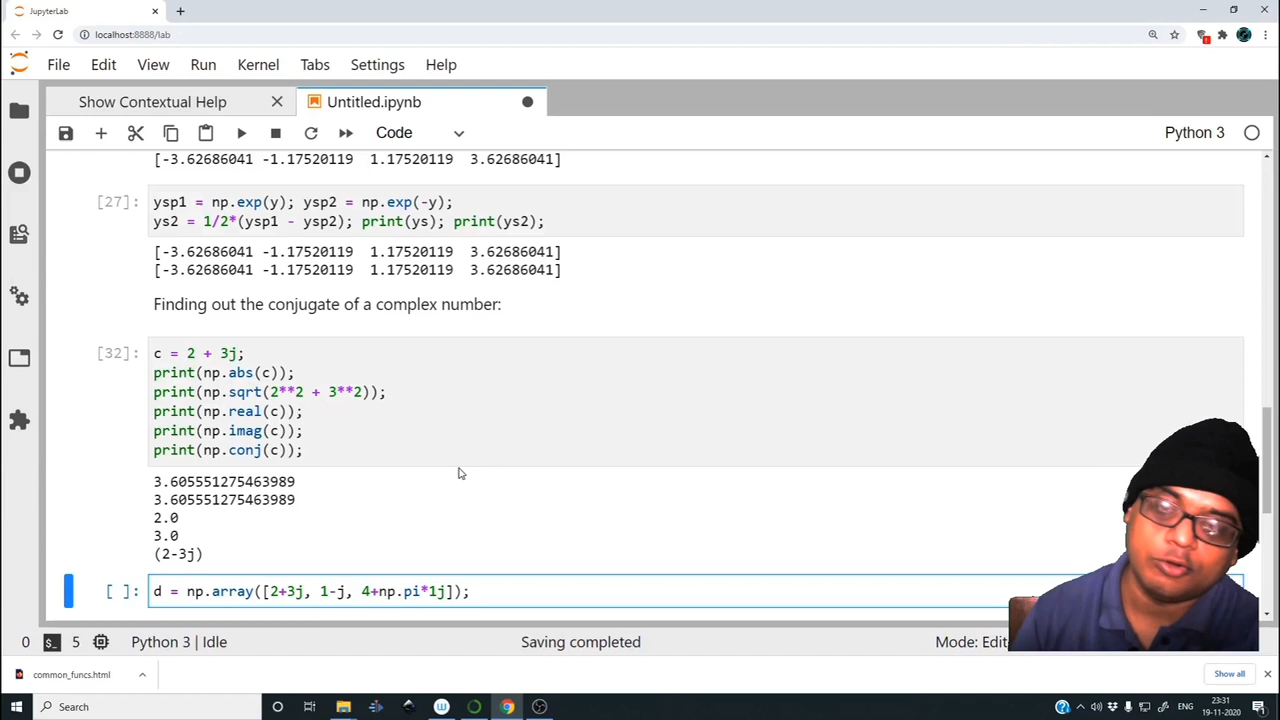 JupyterLab
localhost:8888/lab
File Edit View Run Kernel Tabs Settings Help
Show Contextual Help Untitled.ipynb
Code Python 3
[-3.62686041 -1.17520119 1.17520119 3.62686041]
[27]: ysp1 = np.exp(y); ysp2 = np.exp(-y);
ys2 = 1/2*(ysp1 - ysp2); print(ys); print(ys2);
[-3.62686041 -1.17520119 1.17520119 3.62686041]
[-3.62686041 -1.17520119 1.17520119 3.62686041]
Finding out the conjugate of a complex number:
[32]: c = 2 + 3j;
print(np.abs(c));
print(np.sqrt(2**2 + 3**2));
print(np.real(c));
print(np.imag(c));
print(np.conj(c));
3.605551275463989
3.605551275463989
2.0
3.0
(2-3j)
[ ]: d = np.array([2+3j, 1-j, 4+np.pi*1j]);
0 5 Python 3 | Idle Saving completed Mode: Edi
common_funcs.html Show all
Search ENG 23:31
19-11-2020